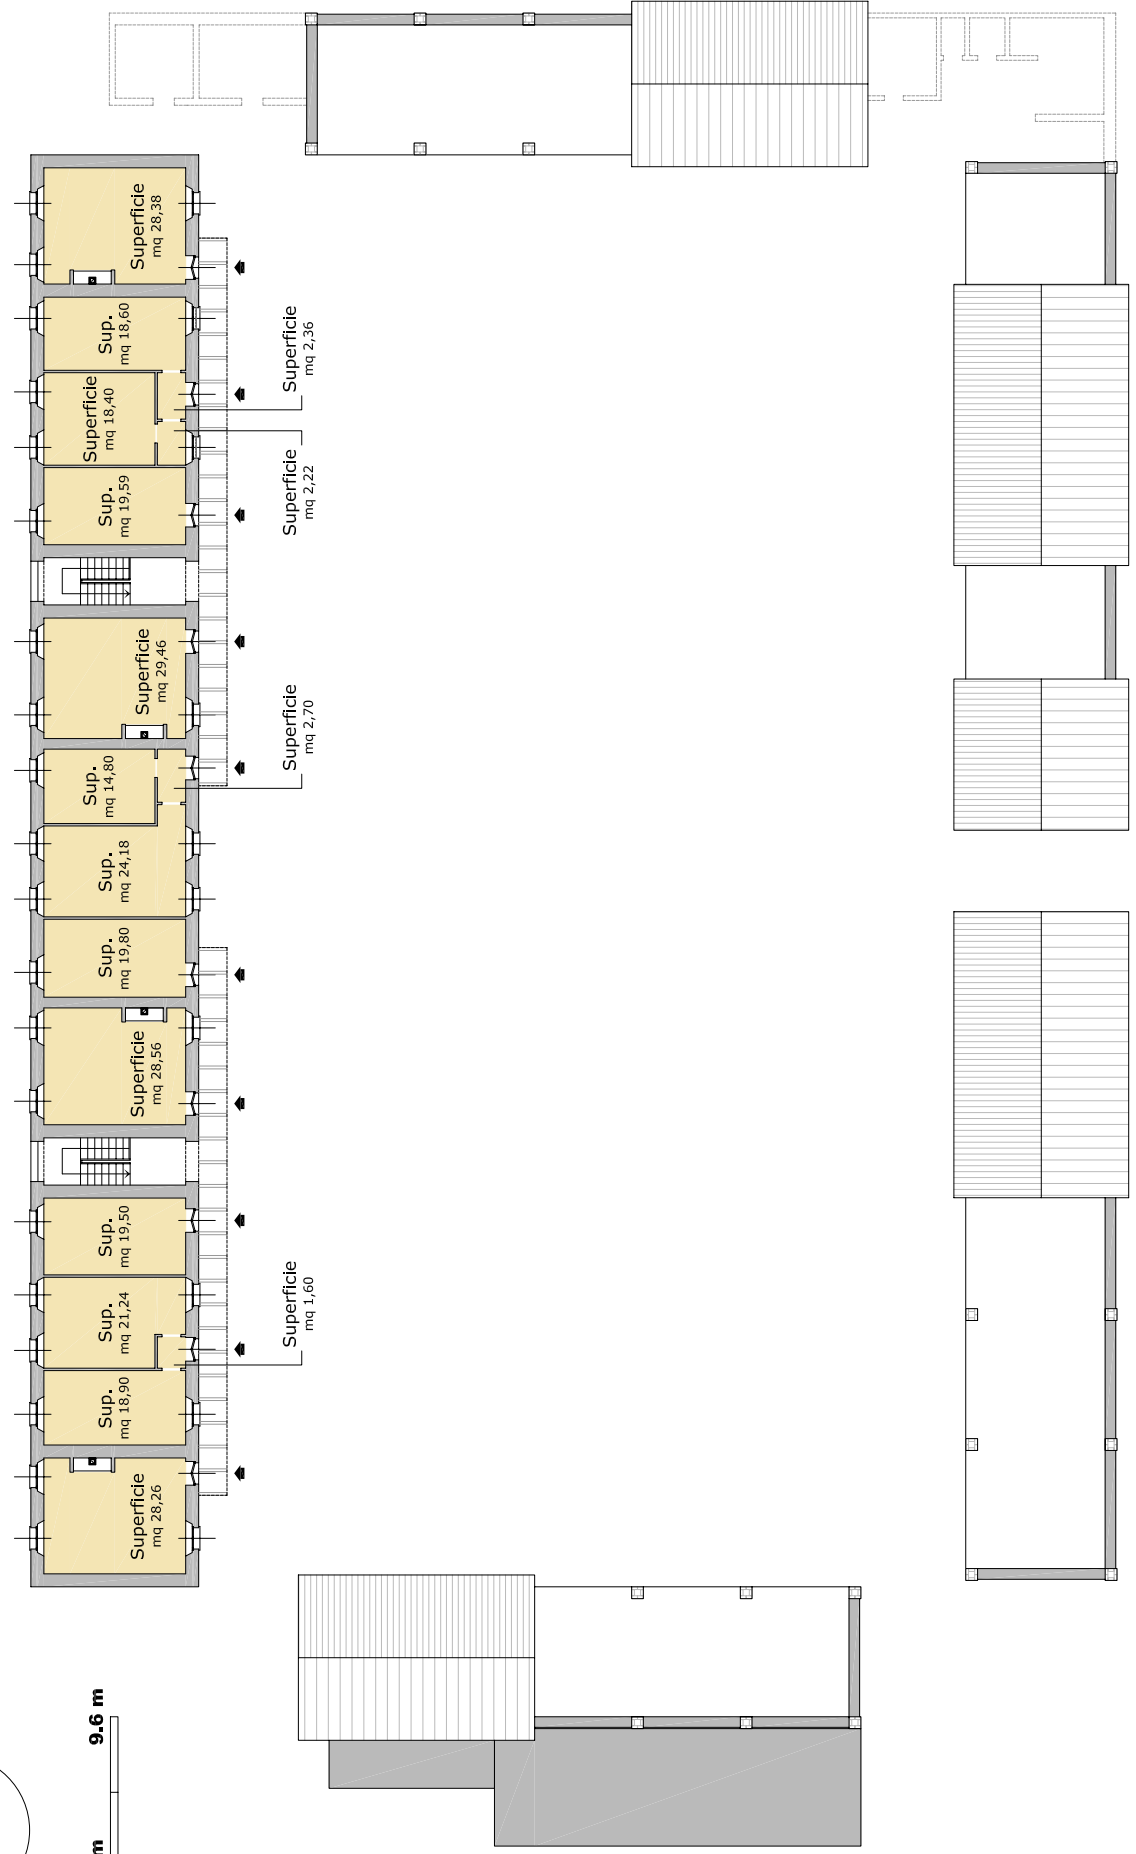 Superficie
mq 28,38
Sup.
mq 18,60
Superficie
mq 2,36
Superficie
mq 18,40
Superficie
mq 2,22
Sup.
mq 19,59
Superficie
mq 29,46
Superficie
mq 2,70
Sup.
mq 14,80
Sup.
mq 24,18
Sup.
mq 19,80
Superficie
mq 28,56
Sup.
mq 19,50
Superficie
mq 1,60
Sup.
mq 21,24
Sup.
mq 18,90
Superficie
mq 28,26
9.6 m
m